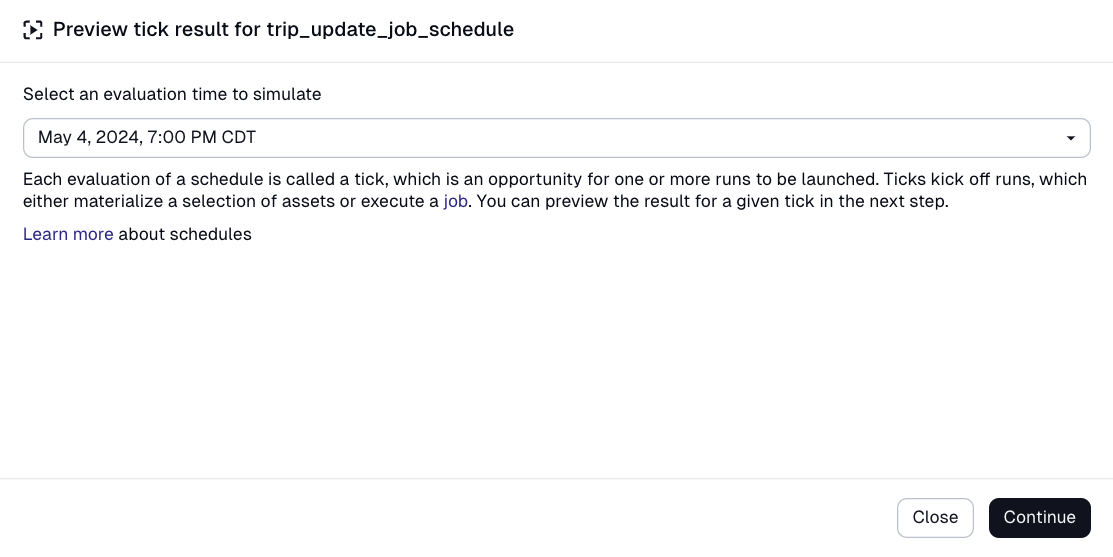 Preview tick result for trip_update_job_schedule
Select an evaluation time to simulate
May 4, 2024, 7:00 PM CDT
Each evaluation of a schedule is called a tick, which is an opportunity for one or more runs to be launched. Ticks kick off runs, which
either materialize a selection of assets or execute a job. You can preview the result for a given tick in the next step.
Learn more about schedules
Close
Continue